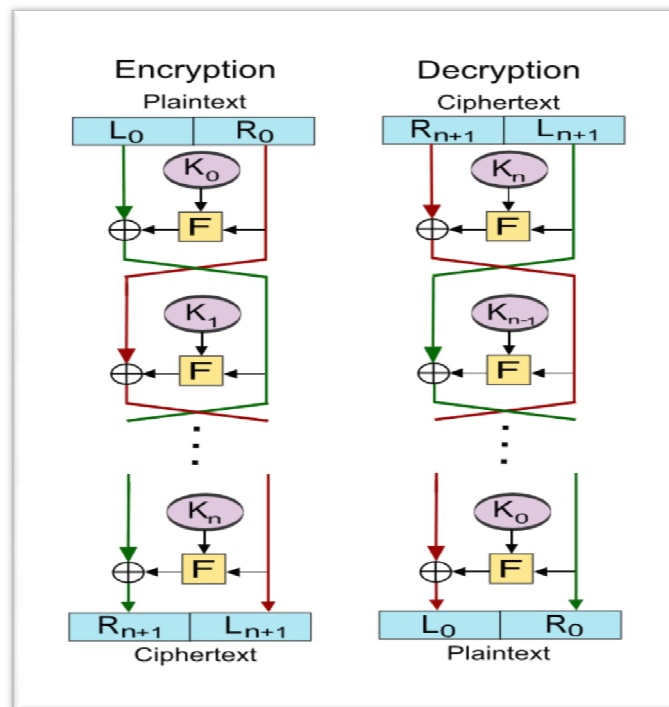 Encryption
Plaintext
L₀ R₀
K₀
F
K₁
F
Kₙ
F
Rₙ₊₁ Lₙ₊₁
Ciphertext
Decryption
Ciphertext
Rₙ₊₁ Lₙ₊₁
Kₙ
F
Kₙ₋₁
F
K₀
F
L₀ R₀
Plaintext